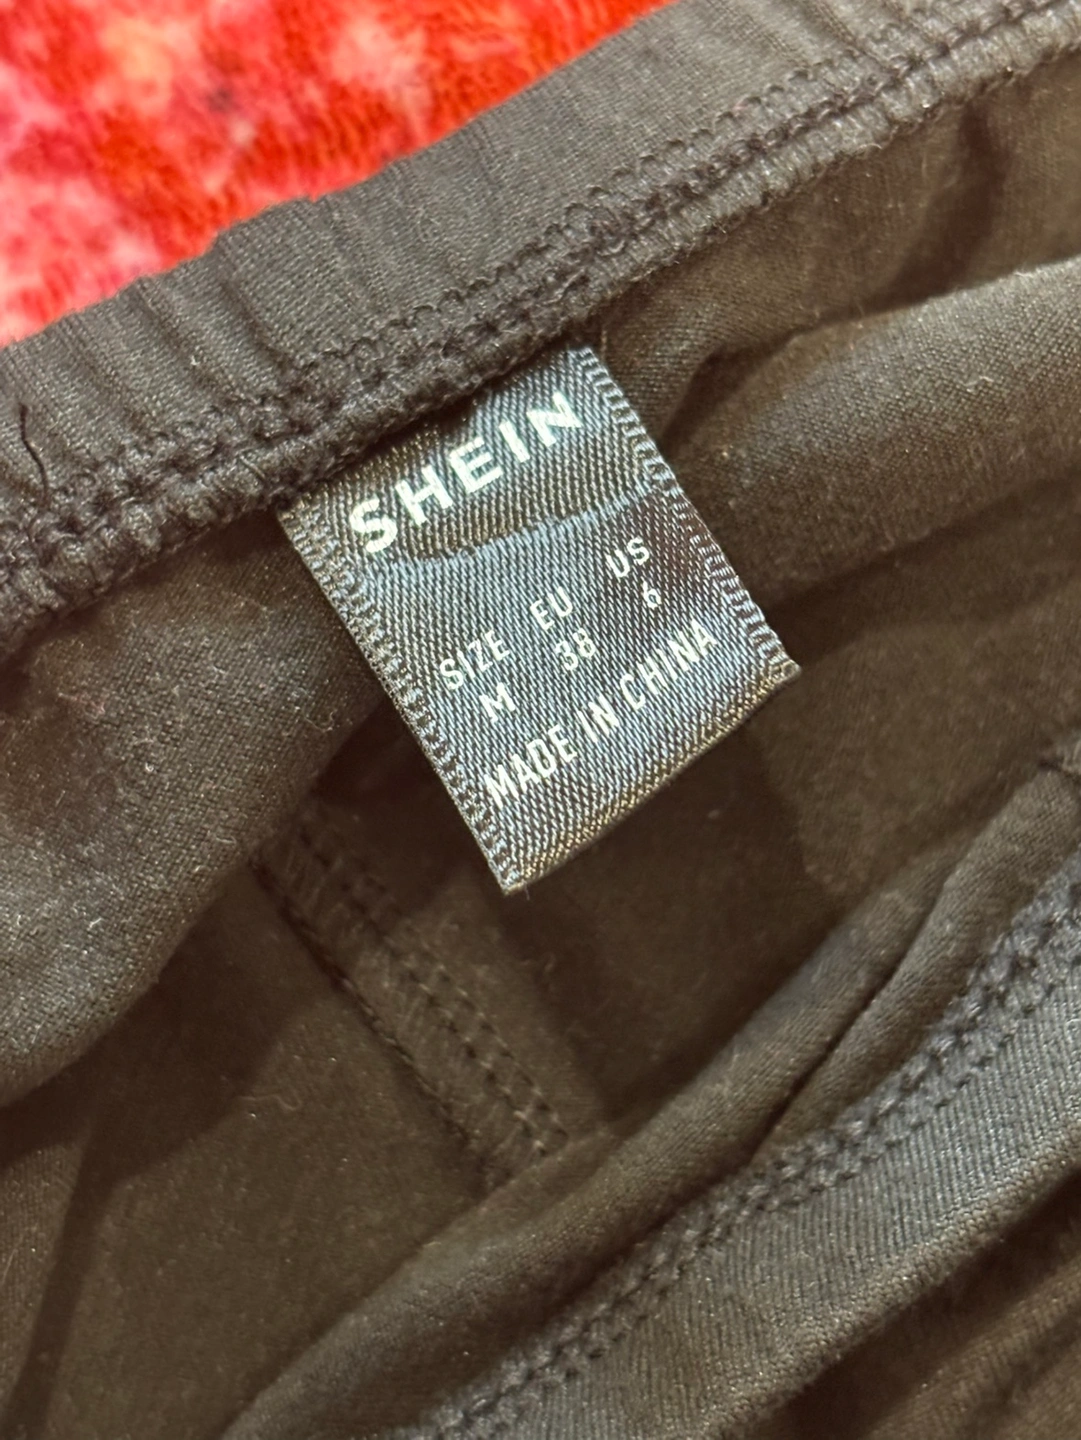 SHEIN
SIZE EU US
M 38 6
MADE IN CHINA